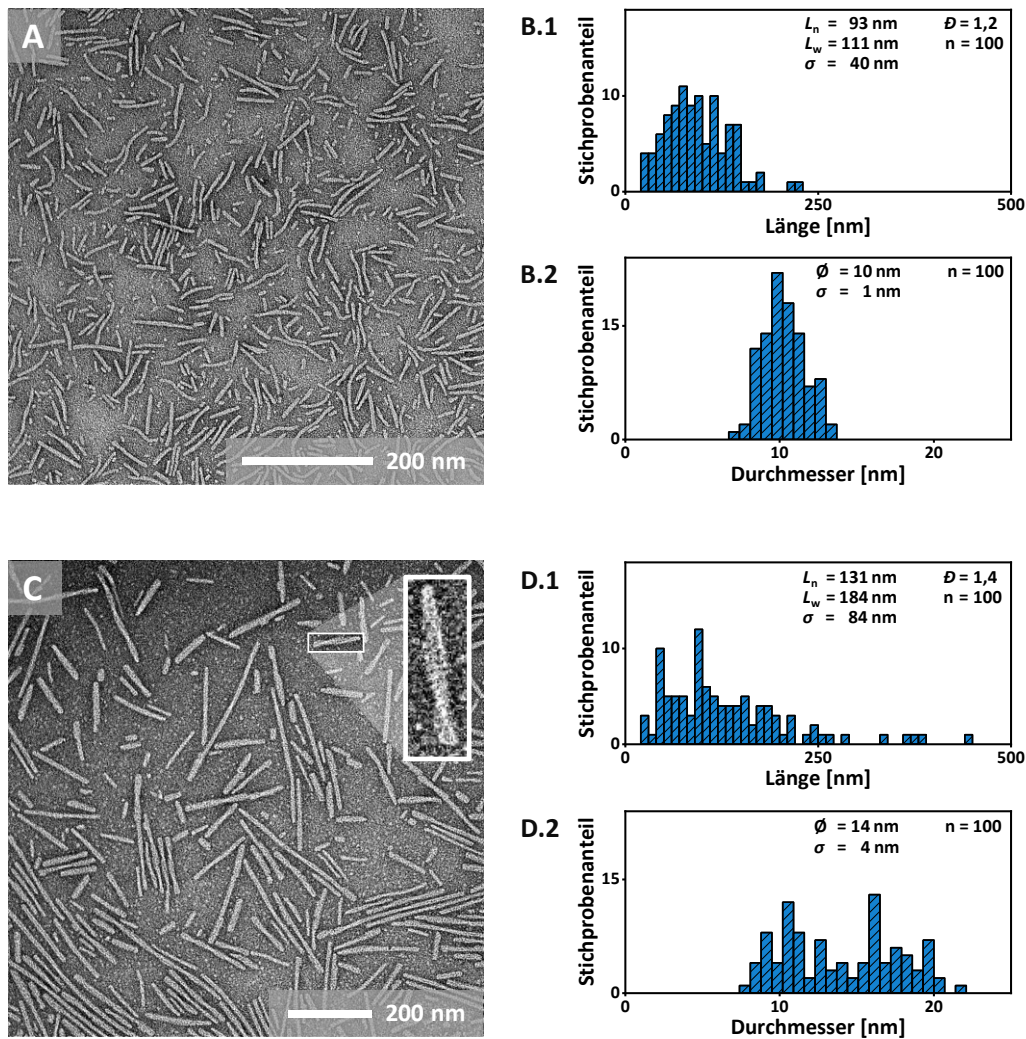 A
200 nm
B.1
Stichprobenanteil
Lₙ = 93 nm Đ = 1,2
L_w = 111 nm n = 100
σ = 40 nm
10
0
0 250 500
Länge [nm]
B.2
Stichprobenanteil
Ø = 10 nm n = 100
σ = 1 nm
15
0
0 10 20
Durchmesser [nm]
C
200 nm
D.1
Stichprobenanteil
Lₙ = 131 nm Đ = 1,4
L_w = 184 nm n = 100
σ = 84 nm
10
0
0 250 500
Länge [nm]
D.2
Stichprobenanteil
Ø = 14 nm n = 100
σ = 4 nm
15
0
0 10 20
Durchmesser [nm]